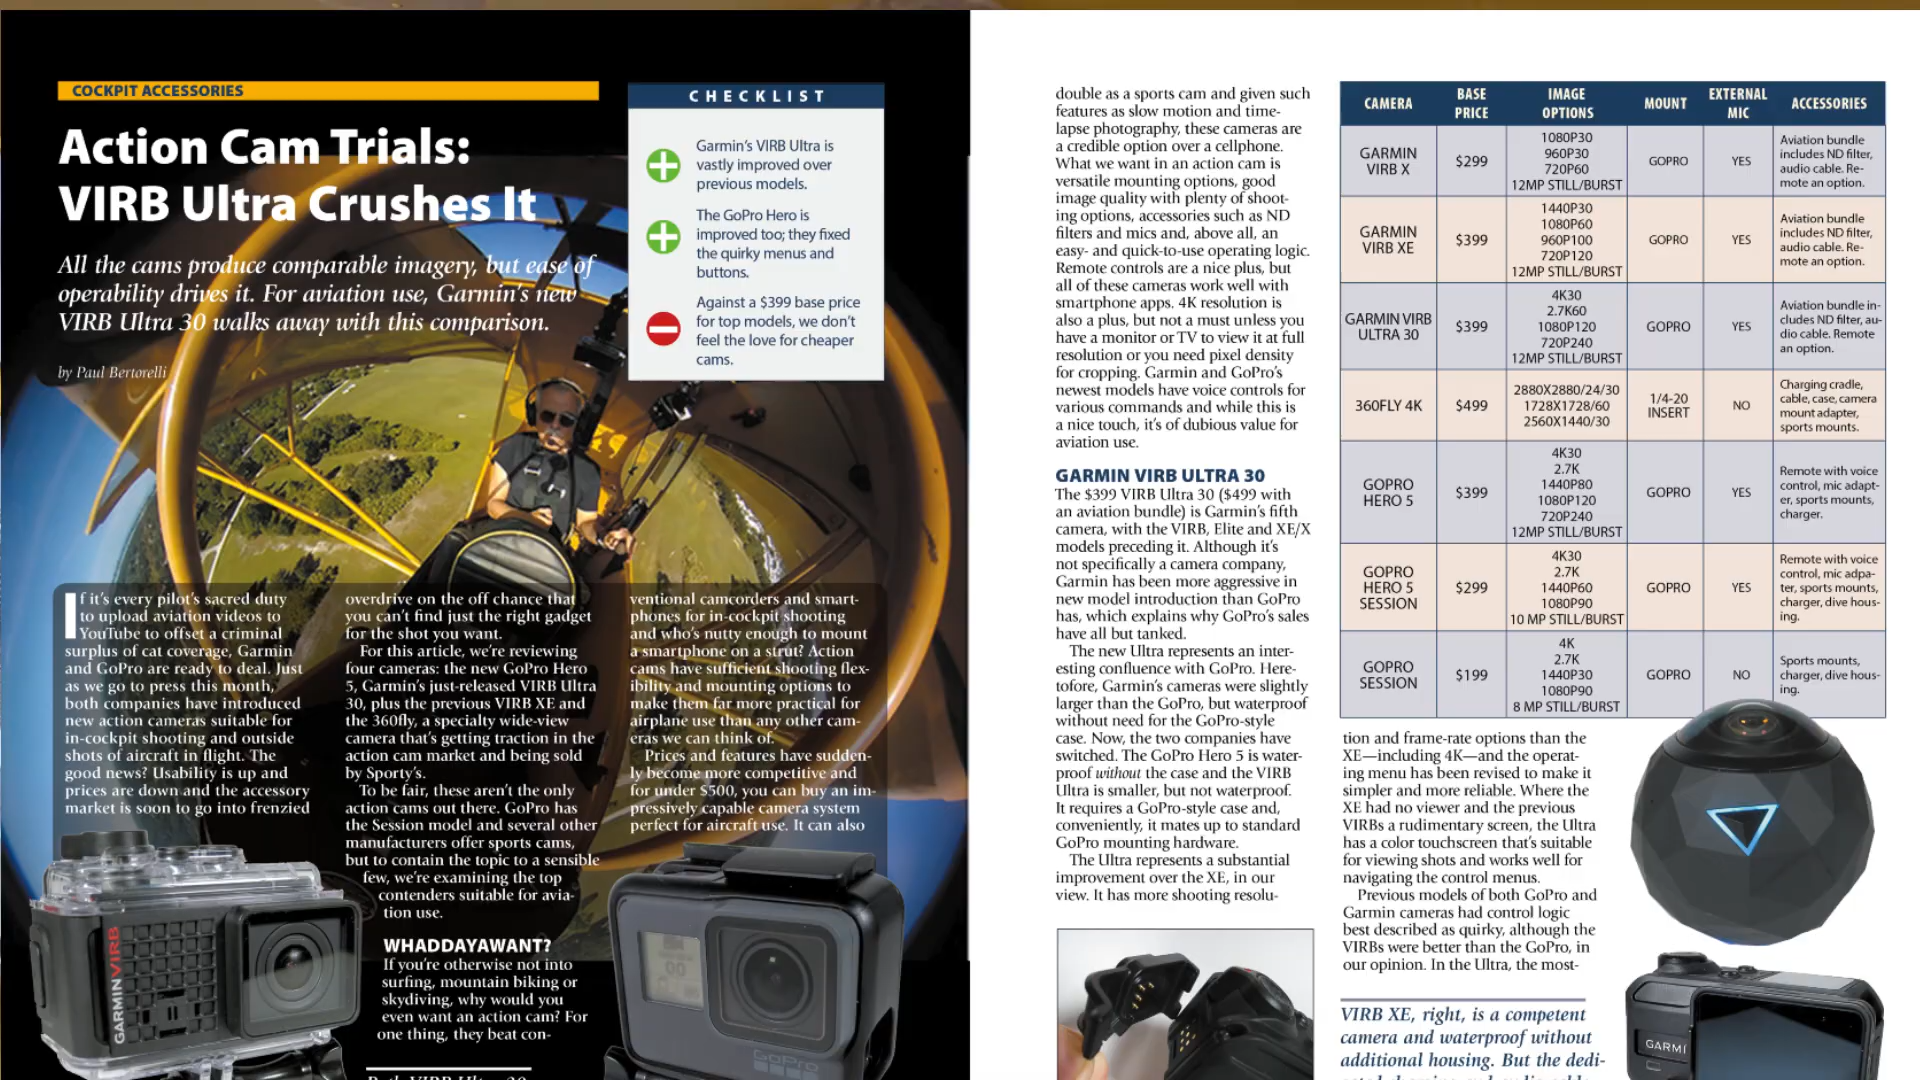 COCKPIT ACCESSORIES
Action Cam Trials:
VIRB Ultra Crushes It
All the cams produce comparable imagery, but ease of
operability drives it. For aviation use, Garmin's new
VIRB Ultra 30 walks away with this comparison.
by Paul Bertorelli
CHECKLIST
Garmin's VIRB Ultra is
vastly improved over
previous models.
The GoPro Hero is
improved too; they fixed
the quirky menus and
buttons.
Against a $399 base price
for top models, we don't
feel the love for cheaper
cams.
If it's every pilot's sacred duty
to upload aviation videos to
YouTube to offset a criminal
surplus of cat coverage, Garmin
and GoPro are ready to deal. Just
as we go to press this month,
both companies have introduced
new action cameras suitable for
in-cockpit shooting and outside
shots of aircraft in flight. The
good news? Usability is up and
prices are down and the accessory
market is soon to go into frenzied
overdrive on the off chance that
you can't find just the right gadget
for the shot you want.
For this article, we're reviewing
four cameras: the new GoPro Hero
5, Garmin's just-released VIRB Ultra
30, plus the previous VIRB XE and
the 360fly, a specialty wide-view
camera that's getting traction in the
action cam market and being sold
by Sporty's.
To be fair, these aren't the only
action cams out there. GoPro has
the Session model and several other
manufacturers offer sports cams,
but to contain the topic to a sensible
few, we're examining the top
contenders suitable for avia-
tion use.
WHADDAYAWANT?
If you're otherwise not into
surfing, mountain biking or
skydiving, why would you
even want an action cam? For
one thing, they beat con-
ventional camcorders and smart-
phones for in-cockpit shooting
and who's nutty enough to mount
a smartphone on a strut? Action
cams have sufficient shooting flex-
ibility and mounting options to
make them far more practical for
airplane use than any other cam-
eras we can think of.
Prices and features have sudden-
ly become more competitive and
for under $500, you can buy an im-
pressively capable camera system
perfect for aircraft use. It can also
GARMIN VIRB
GoPro
Both VIRB Ultra 30
double as a sports cam and given such
features as slow motion and time-
lapse photography, these cameras are
a credible option over a cellphone.
What we want in an action cam is
versatile mounting options, good
image quality with plenty of shoot-
ing options, accessories such as ND
filters and mics and, above all, an
easy- and quick-to-use operating logic.
Remote controls are a nice plus, but
all of these cameras work well with
smartphone apps. 4K resolution is
also a plus, but not a must unless you
have a monitor or TV to view it at full
resolution or you need pixel density
for cropping. Garmin and GoPro's
newest models have voice controls for
various commands and while this is
a nice touch, it's of dubious value for
aviation use.
GARMIN VIRB ULTRA 30
The $399 VIRB Ultra 30 ($499 with
an aviation bundle) is Garmin's fifth
camera, with the VIRB, Elite and XE/X
models preceding it. Although it's
not specifically a camera company,
Garmin has been more aggressive in
new model introduction than GoPro
has, which explains why GoPro's sales
have all but tanked.
The new Ultra represents an inter-
esting confluence with GoPro. Here-
tofore, Garmin's cameras were slightly
larger than the GoPro, but waterproof
without need for the GoPro-style
case. Now, the two companies have
switched. The GoPro Hero 5 is water-
proof without the case and the VIRB
Ultra is smaller, but not waterproof.
It requires a GoPro-style case and,
conveniently, it mates up to standard
GoPro mounting hardware.
The Ultra represents a substantial
improvement over the XE, in our
view. It has more shooting resolu-
CAMERA BASE PRICE IMAGE OPTIONS MOUNT EXTERNAL MIC ACCESSORIES
GARMIN VIRB X $299 1080P30 960P30 720P60 12MP STILL/BURST GOPRO YES Aviation bundle includes ND filter, audio cable. Re-mote an option.
GARMIN VIRB XE $399 1440P30 1080P60 960P100 720P120 12MP STILL/BURST GOPRO YES Aviation bundle includes ND filter, audio cable. Re-mote an option.
GARMIN VIRB ULTRA 30 $399 4K30 2.7K60 1080P120 720P240 12MP STILL/BURST GOPRO YES Aviation bundle in-cludes ND filter, au-dio cable. Remote an option.
360FLY 4K $499 2880X2880/24/30 1728X1728/60 2560X1440/30 1/4-20 INSERT NO Charging cradle, cable, case, camera mount adapter, sports mounts.
GOPRO HERO 5 $399 4K30 2.7K 1440P80 1080P120 720P240 12MP STILL/BURST GOPRO YES Remote with voice control, mic adapt-er, sports mounts, charger.
GOPRO HERO 5 SESSION $299 4K30 2.7K 1440P60 1080P90 10 MP STILL/BURST GOPRO YES Remote with voice control, mic adpa-ter, sports mounts, charger, dive hous-ing.
GOPRO SESSION $199 4K 2.7K 1440P30 1080P90 8 MP STILL/BURST GOPRO NO Sports mounts, charger, dive hous-ing.
tion and frame-rate options than the
XE—including 4K—and the operat-
ing menu has been revised to make it
simpler and more reliable. Where the
XE had no viewer and the previous
VIRBs a rudimentary screen, the Ultra
has a color touchscreen that's suitable
for viewing shots and works well for
navigating the control menus.
Previous models of both GoPro and
Garmin cameras had control logic
best described as quirky, although the
VIRBs were better than the GoPro, in
our opinion. In the Ultra, the most-
VIRB XE, right, is a competent
camera and waterproof without
additional housing. But the dedi-
GARMI